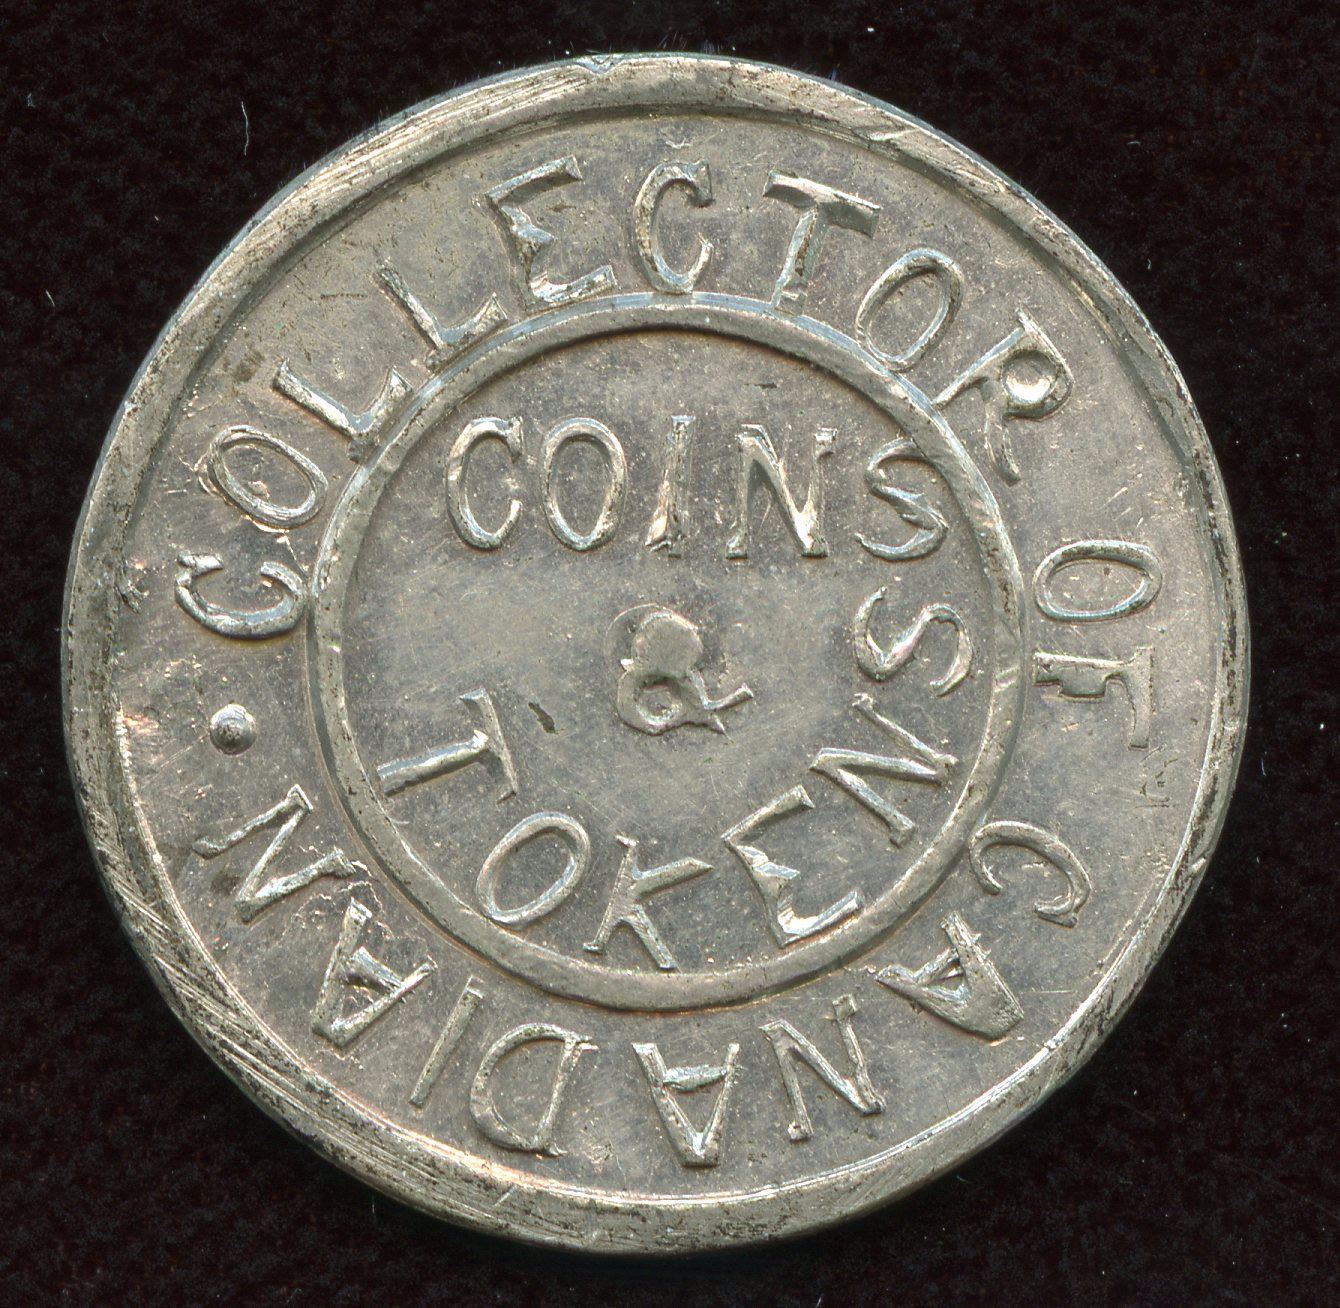 COLLECTOR OF CANADIAN •
COINS
&
TOKENS